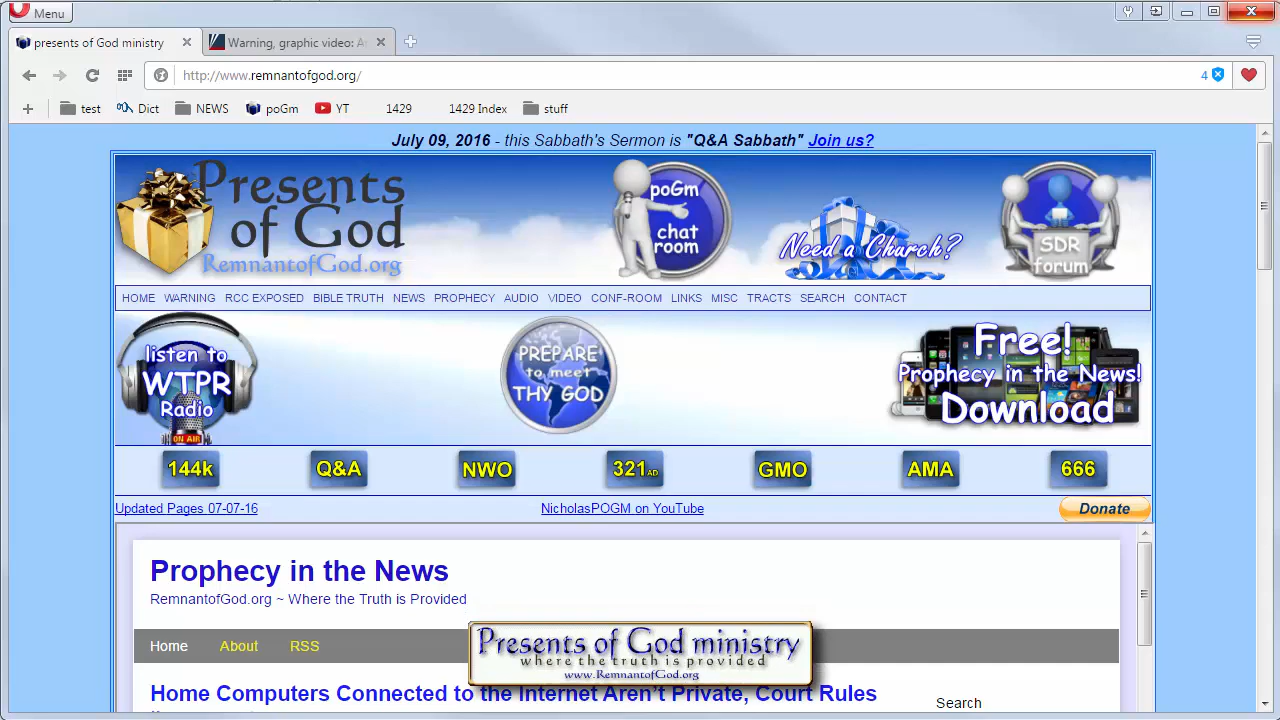 Menu
presents of God ministry
Warning, graphic video: A
http://www.remnantofgod.org/
4
test
Dict
NEWS
poGm
YT
1429
1429 Index
stuff
July 09, 2016 - this Sabbath's Sermon is "Q&A Sabbath" Join us?
Presents
of God
RemnantofGod.org
poGm
chat
room
Need a Church?
SDR
forum
HOME WARNING RCC EXPOSED BIBLE TRUTH NEWS PROPHECY AUDIO VIDEO CONF-ROOM LINKS MISC TRACTS SEARCH CONTACT
listen to
WTPR
Radio
ON AIR
PREPARE
to meet
THY GOD
Free!
Prophecy in the News!
Download
144k
Q&A
NWO
321AD
GMO
AMA
666
Updated Pages 07-07-16
NicholasPOGM on YouTube
Donate
Prophecy in the News
RemnantofGod.org ~ Where the Truth is Provided
Home About RSS
Presents of God ministry
where the truth is provided
www.RemnantofGod.org
Home Computers Connected to the Internet Aren't Private, Court Rules
Search